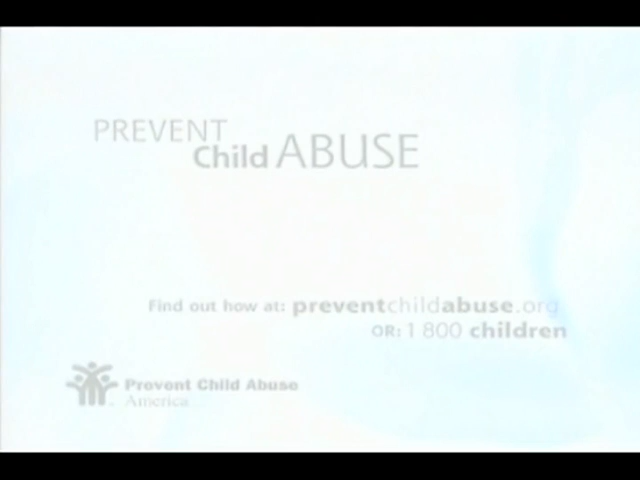 PREVENT
Child ABUSE
Find out how at: preventchildabuse.org
OR: 1 800 children
Prevent Child Abuse
America